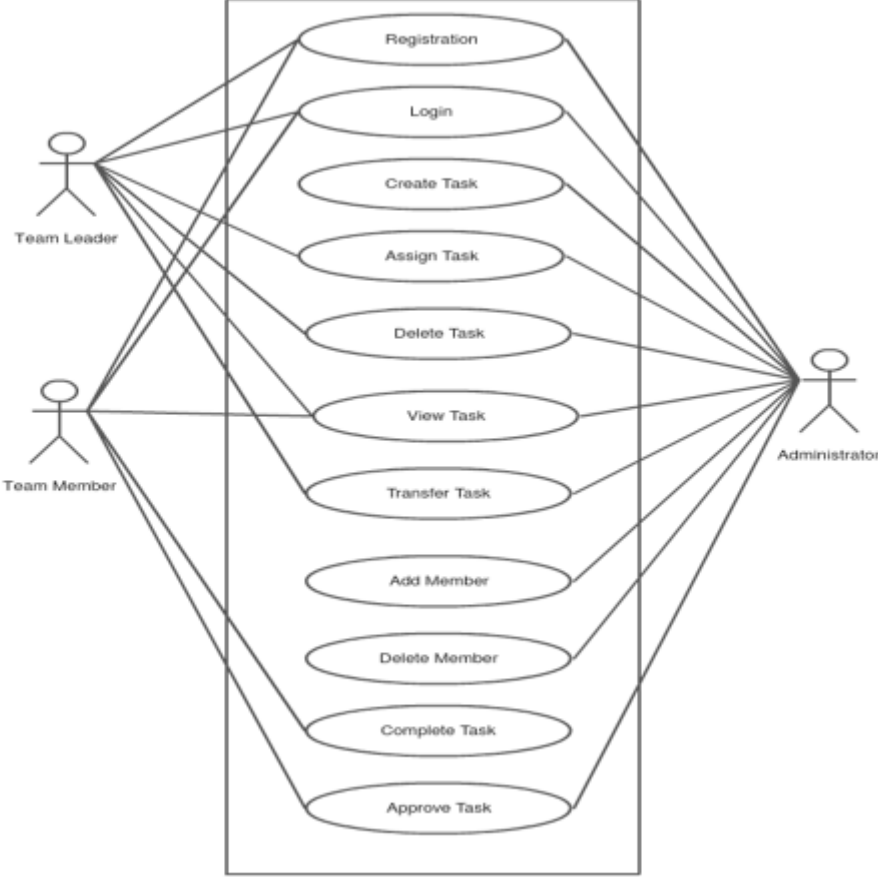 Registration
Login
Create Task
Team Leader
Assign Task
Delete Task
View Task
Administrator
Team Member
Transfer Task
Add Member
Delete Member
Complete Task
Approve Task